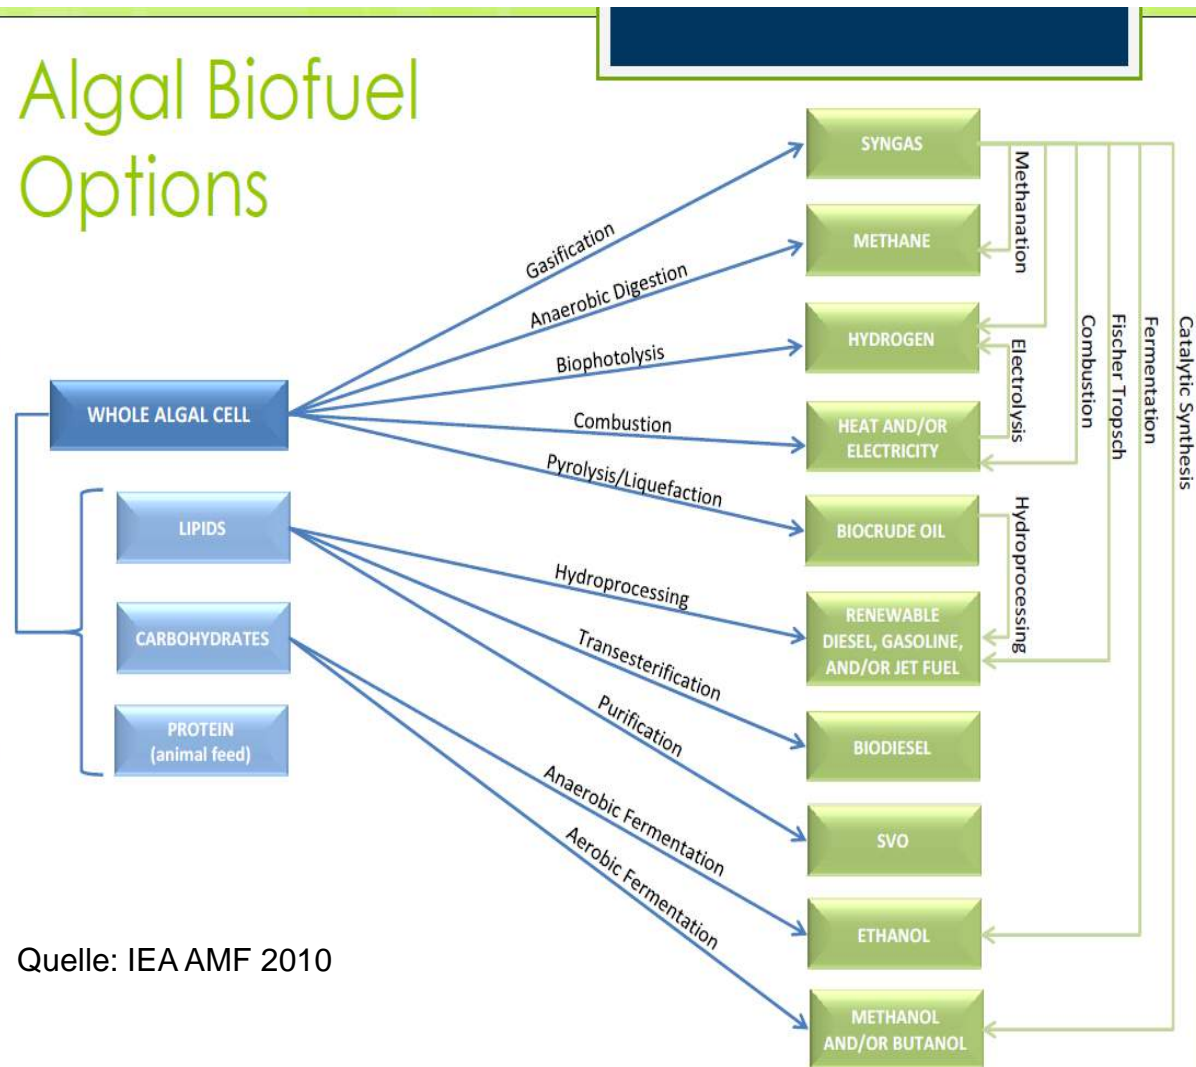 Algal Biofuel
Options
SYNGAS
Methanation
Gasification
METHANE
Anaerobic Digestion
HYDROGEN
Biophotolysis
Electrolysis
Combustion
Fischer Tropsch
Fermentation
Catalytic Synthesis
WHOLE ALGAL CELL
Combustion
HEAT AND/OR
ELECTRICITY
Pyrolysis/Liquefaction
LIPIDS
BIOCRUDE OIL
Hydroprocessing
Hydroprocessing
CARBOHYDRATES
RENEWABLE
DIESEL, GASOLINE,
AND/OR JET FUEL
Transesterification
PROTEIN
(animal feed)
Purification
BIODIESEL
Anaerobic Fermentation
SVO
Aerobic Fermentation
ETHANOL
Quelle: IEA AMF 2010
METHANOL
AND/OR BUTANOL